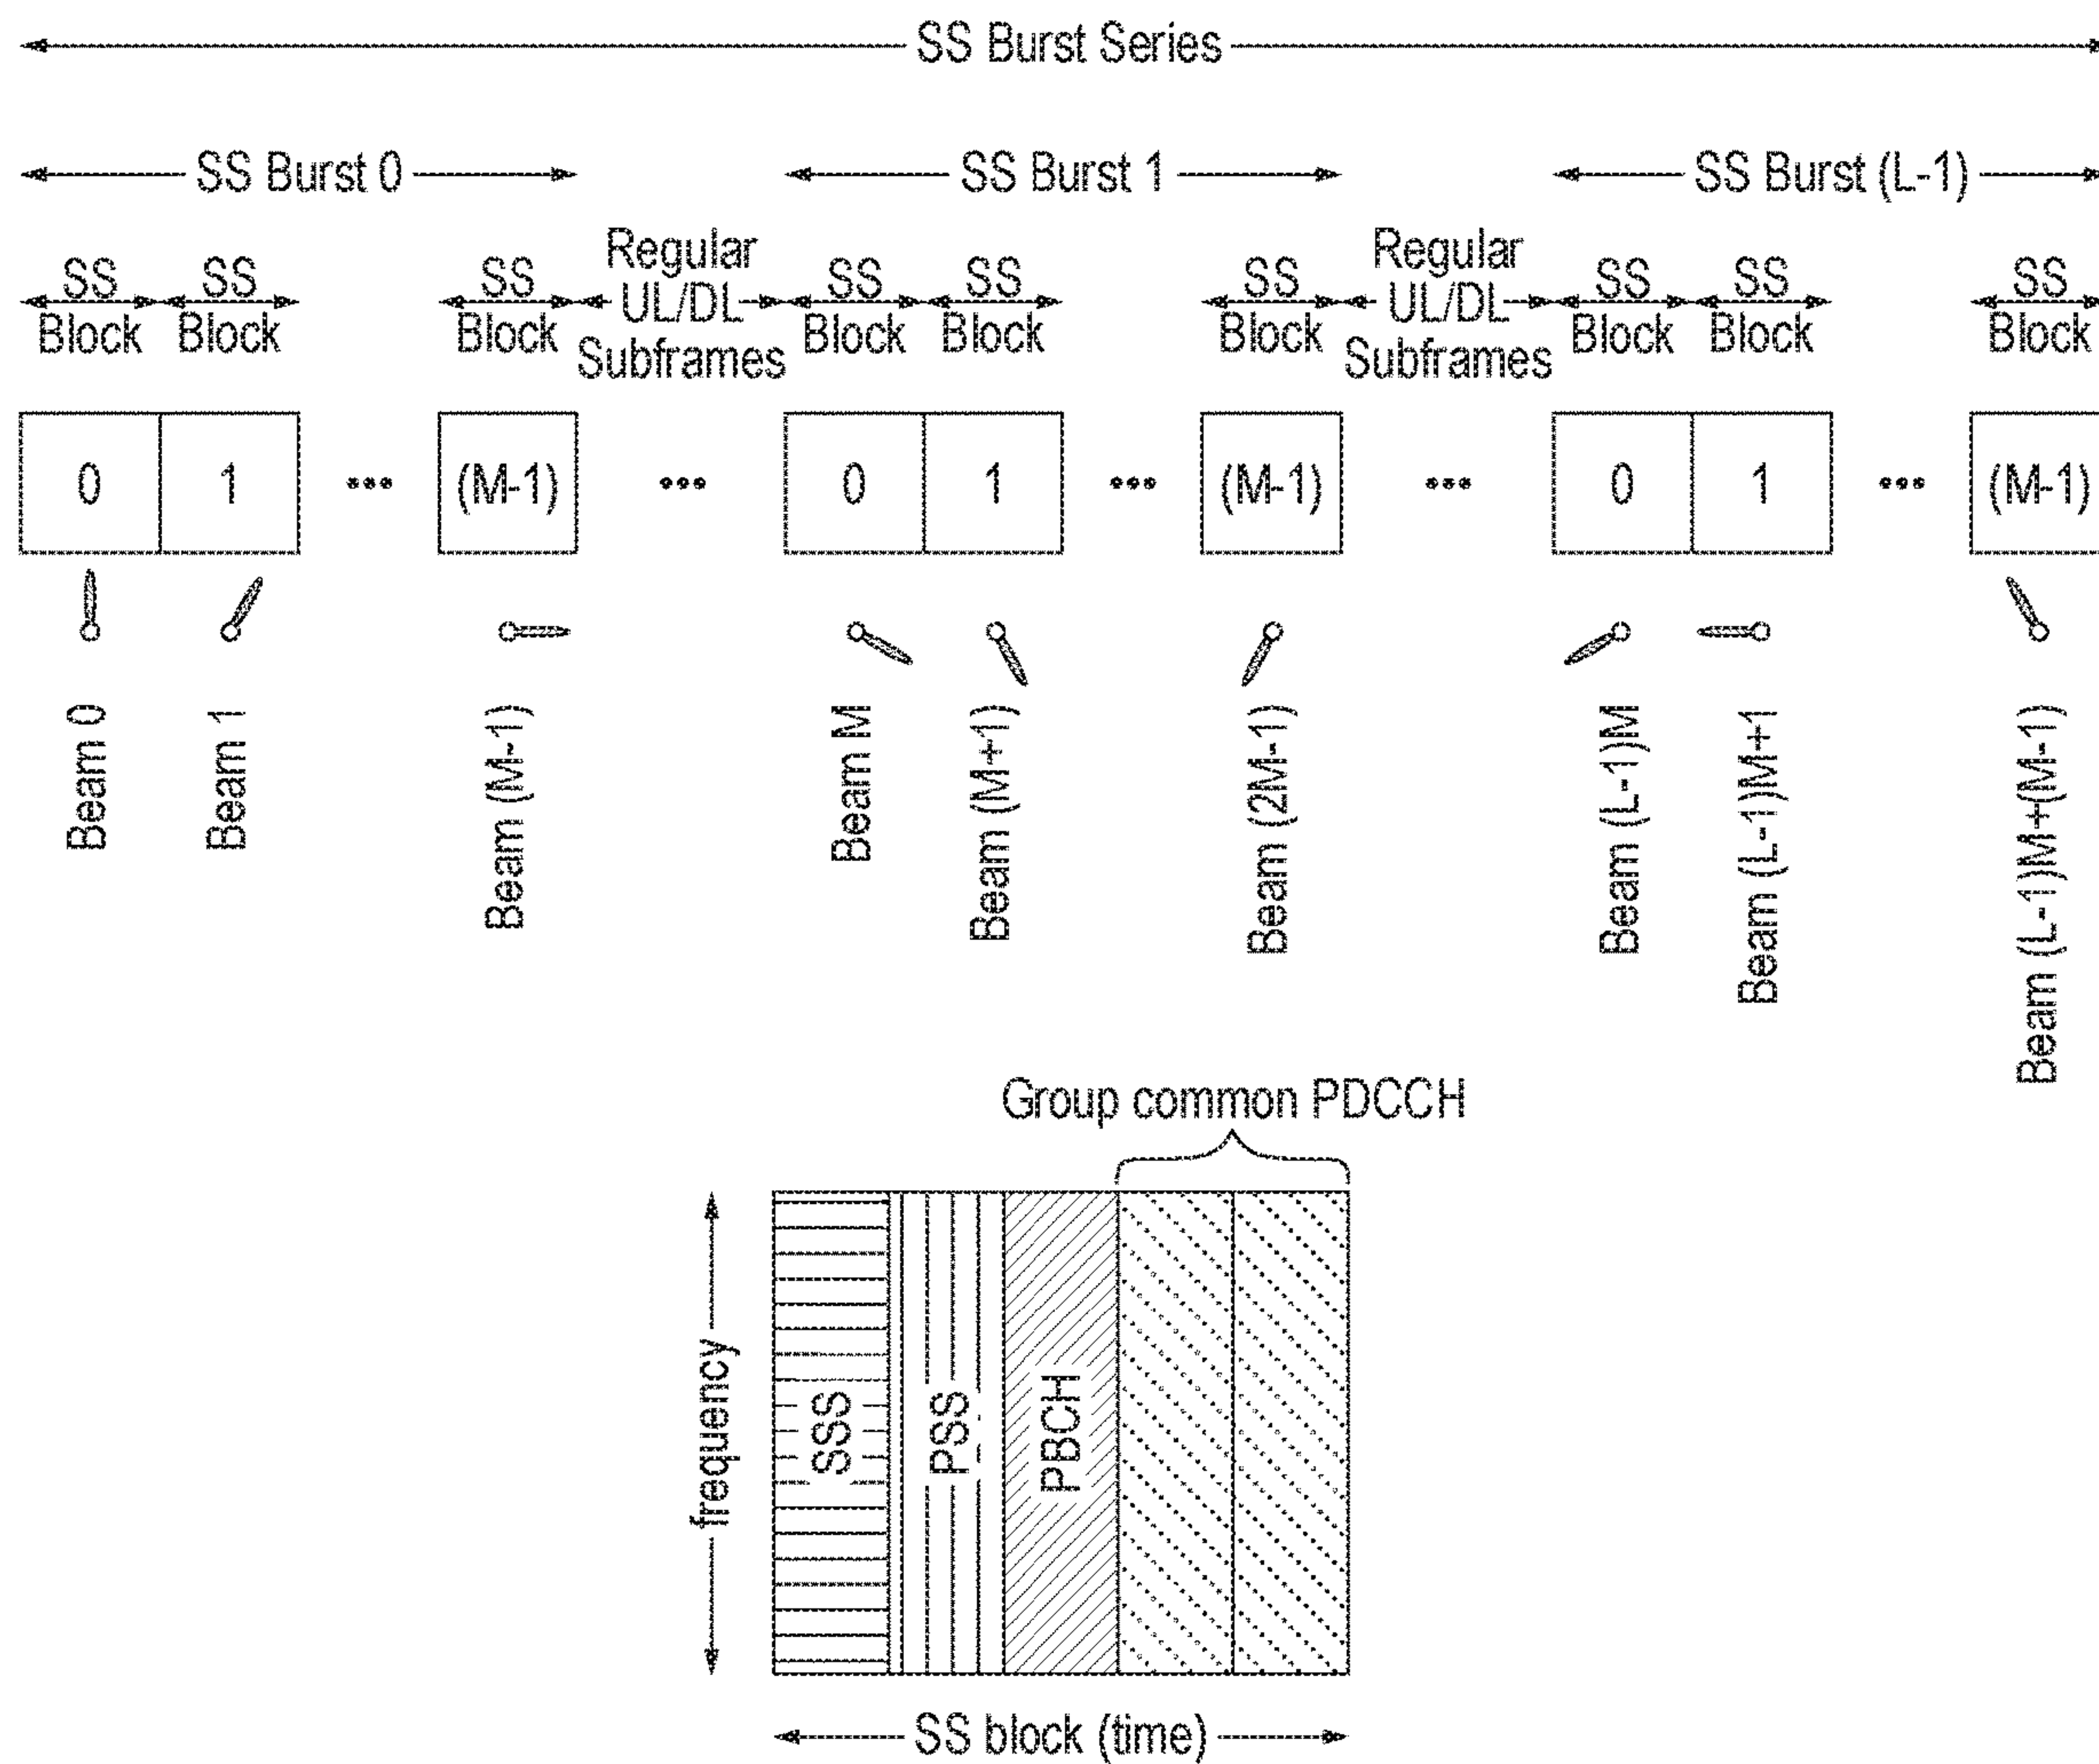 SS Burst Series
SS Burst 0 SS Burst 1 SS Burst (L-1)
SS Block SS Block SS Block Regular UL/DL Subframes SS Block SS Block SS Block Regular UL/DL Subframes SS Block SS Block SS Block
0 1 ••• (M-1) ••• 0 1 ••• (M-1) ••• 0 1 ••• (M-1)
Beam 0
Beam 1
Beam (M-1)
Beam M
Beam (M+1)
Beam (2M-1)
Beam (L-1)M
Beam (L-1)M+1
Beam (L-1)M+(M-1)
Group common PDCCH
frequency
SSS
PSS
PBCH
SS block (time)